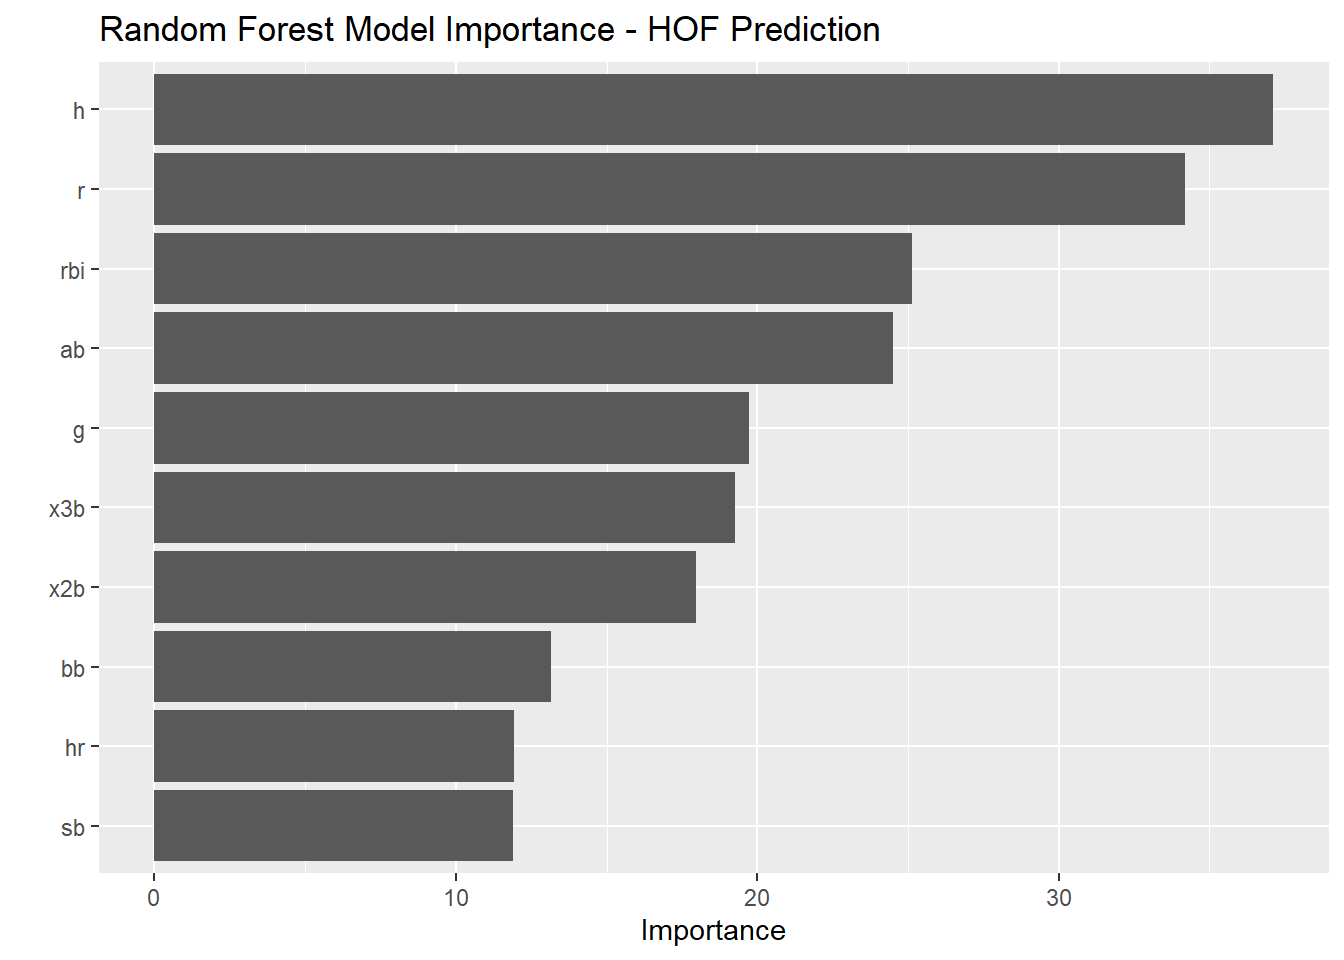 Random Forest Model Importance - HOF Prediction
h
r
rbi
ab
g
x3b
x2b
bb
hr
sb
0 10 20 30
Importance